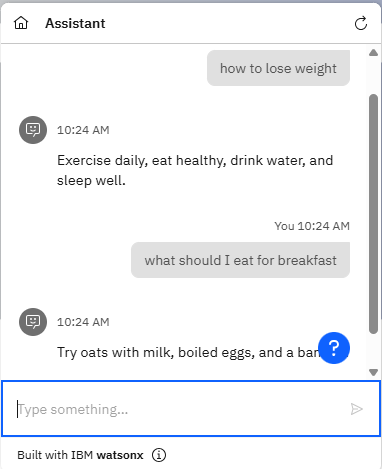 Assistant
how to lose weight
10:24 AM
Exercise daily, eat healthy, drink water, and
sleep well.
You 10:24 AM
what should I eat for breakfast
10:24 AM
Try oats with milk, boiled eggs, and a
?
Type something...
Built with IBM watsonx